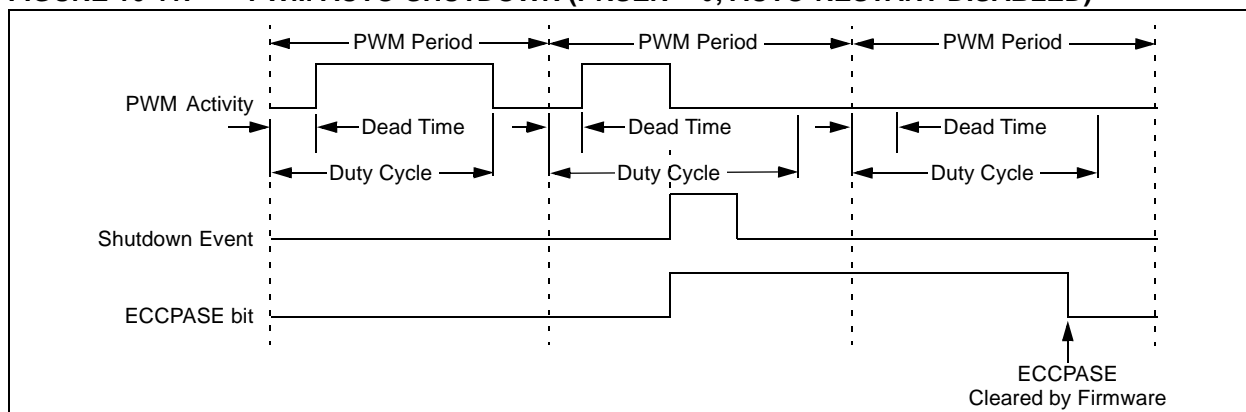 PWM Period PWM Period PWM Period
PWM Activity
Dead Time Dead Time Dead Time
Duty Cycle Duty Cycle Duty Cycle
Shutdown Event
ECCPASE bit
ECCPASE
Cleared by Firmware